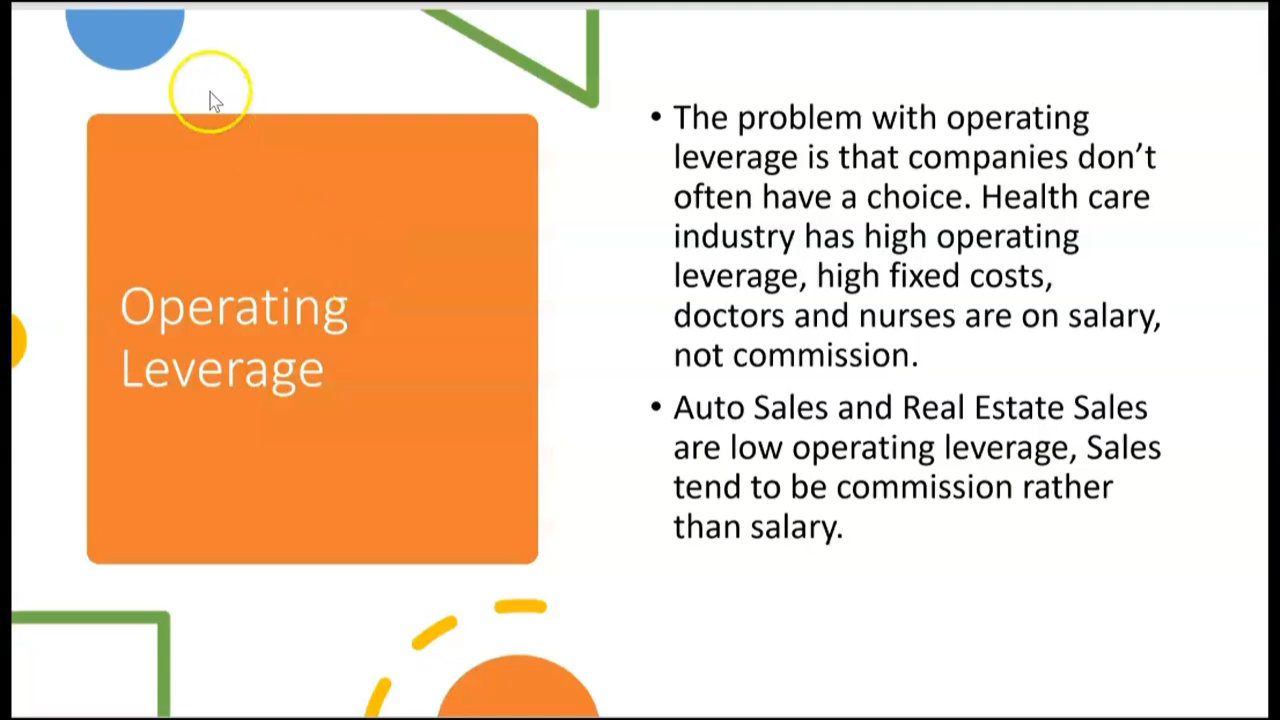 Operating
Leverage
• The problem with operating
leverage is that companies don’t
often have a choice. Health care
industry has high operating
leverage, high fixed costs,
doctors and nurses are on salary,
not commission.
• Auto Sales and Real Estate Sales
are low operating leverage, Sales
tend to be commission rather
than salary.